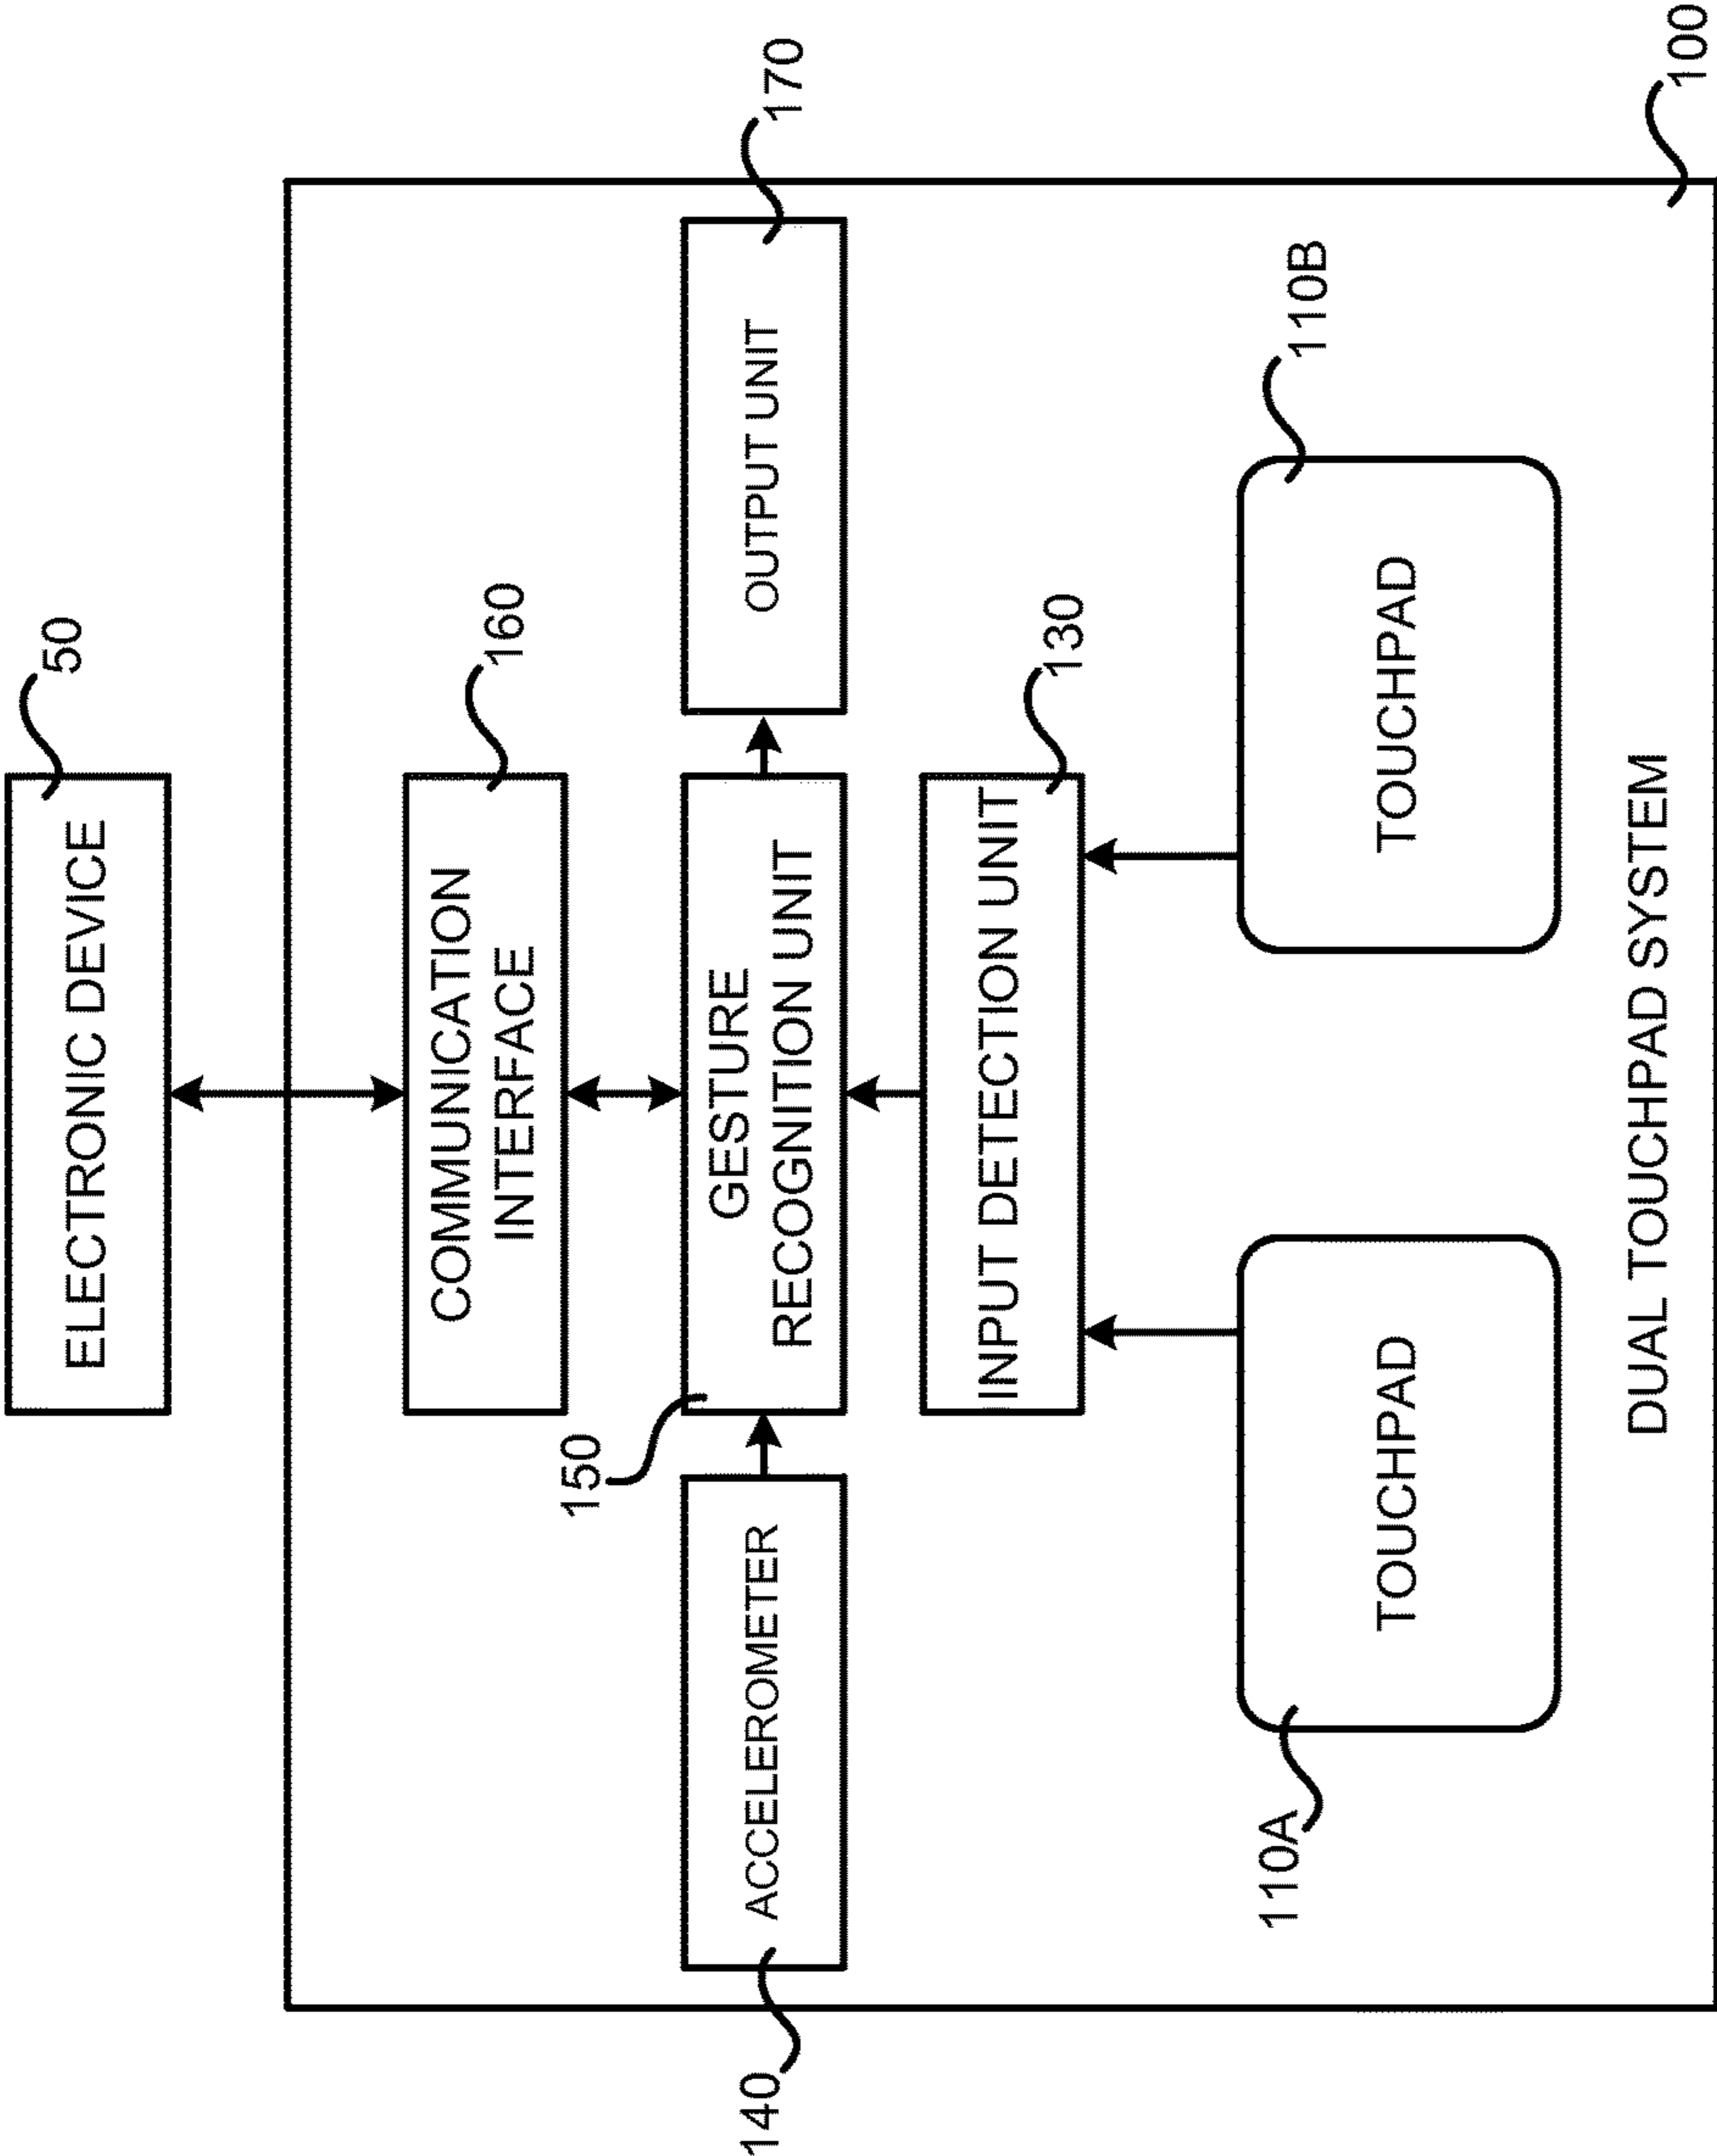 50
ELECTRONIC DEVICE
160
COMMUNICATION
INTERFACE
140
ACCELEROMETER
150
GESTURE
RECOGNITION UNIT
OUTPUT UNIT
170
130
INPUT DETECTION UNIT
110A
TOUCHPAD
110B
TOUCHPAD
DUAL TOUCHPAD SYSTEM
100